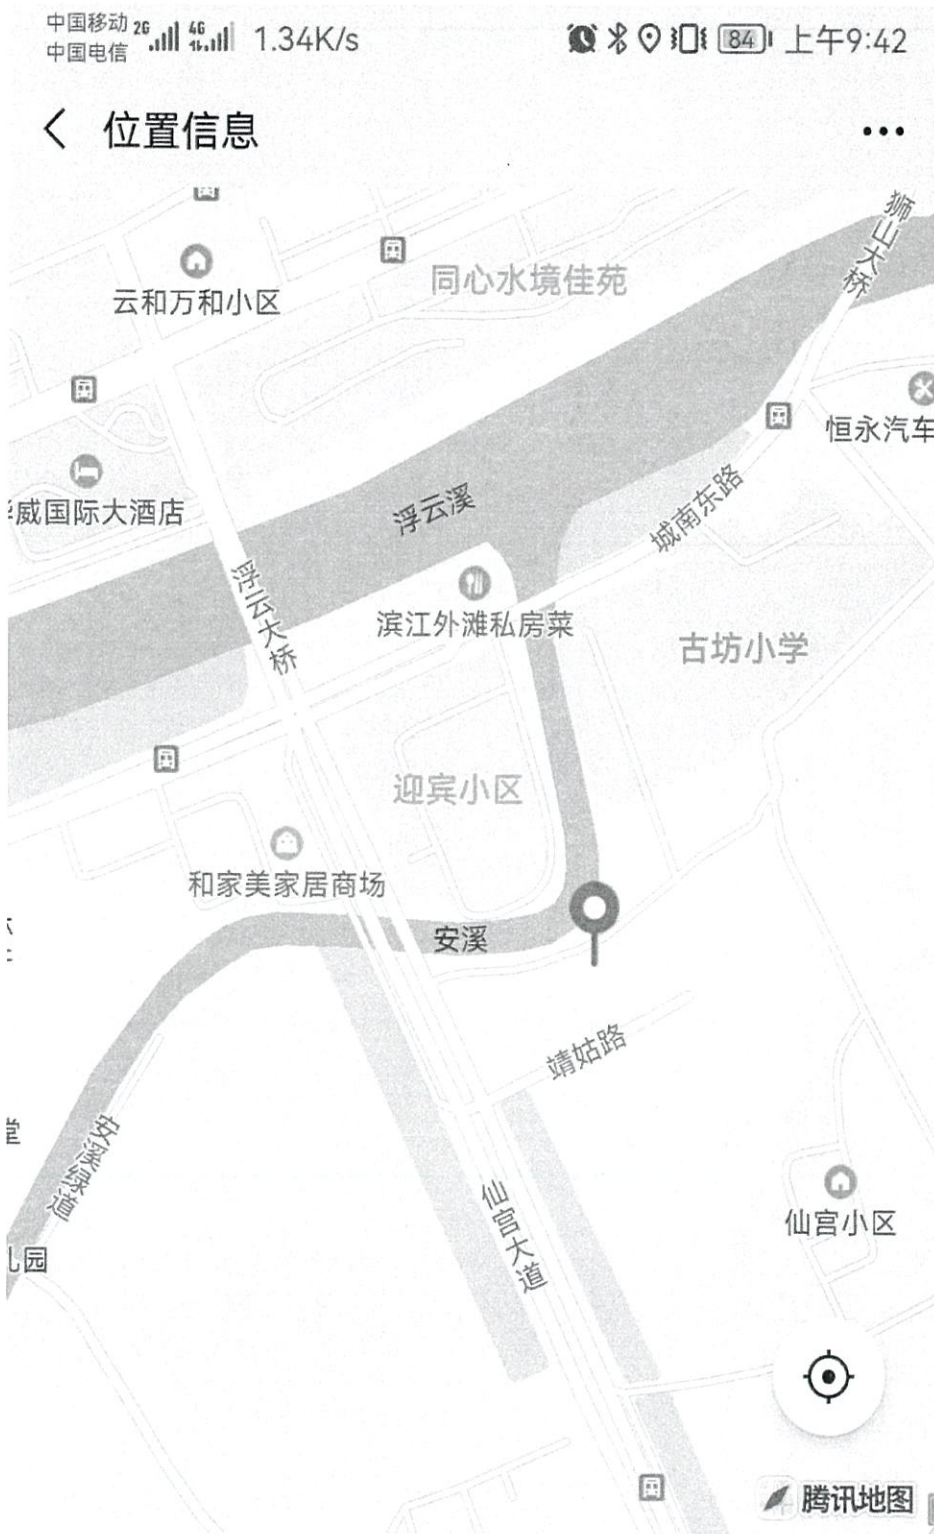 中国移动 2G 4G 1.34K/s 84 上午9:42
中国电信
位置信息
狮山大桥
同心水境佳苑
云和万和小区
恒永汽车
威国际大酒店
浮云溪
城南东路
浮云大桥
滨江外滩私房菜
古坊小学
迎宾小区
和家美家居商场
安溪
靖姑路
堂
安溪绿道
仙宫大道
仙宫小区
儿园
腾讯地图